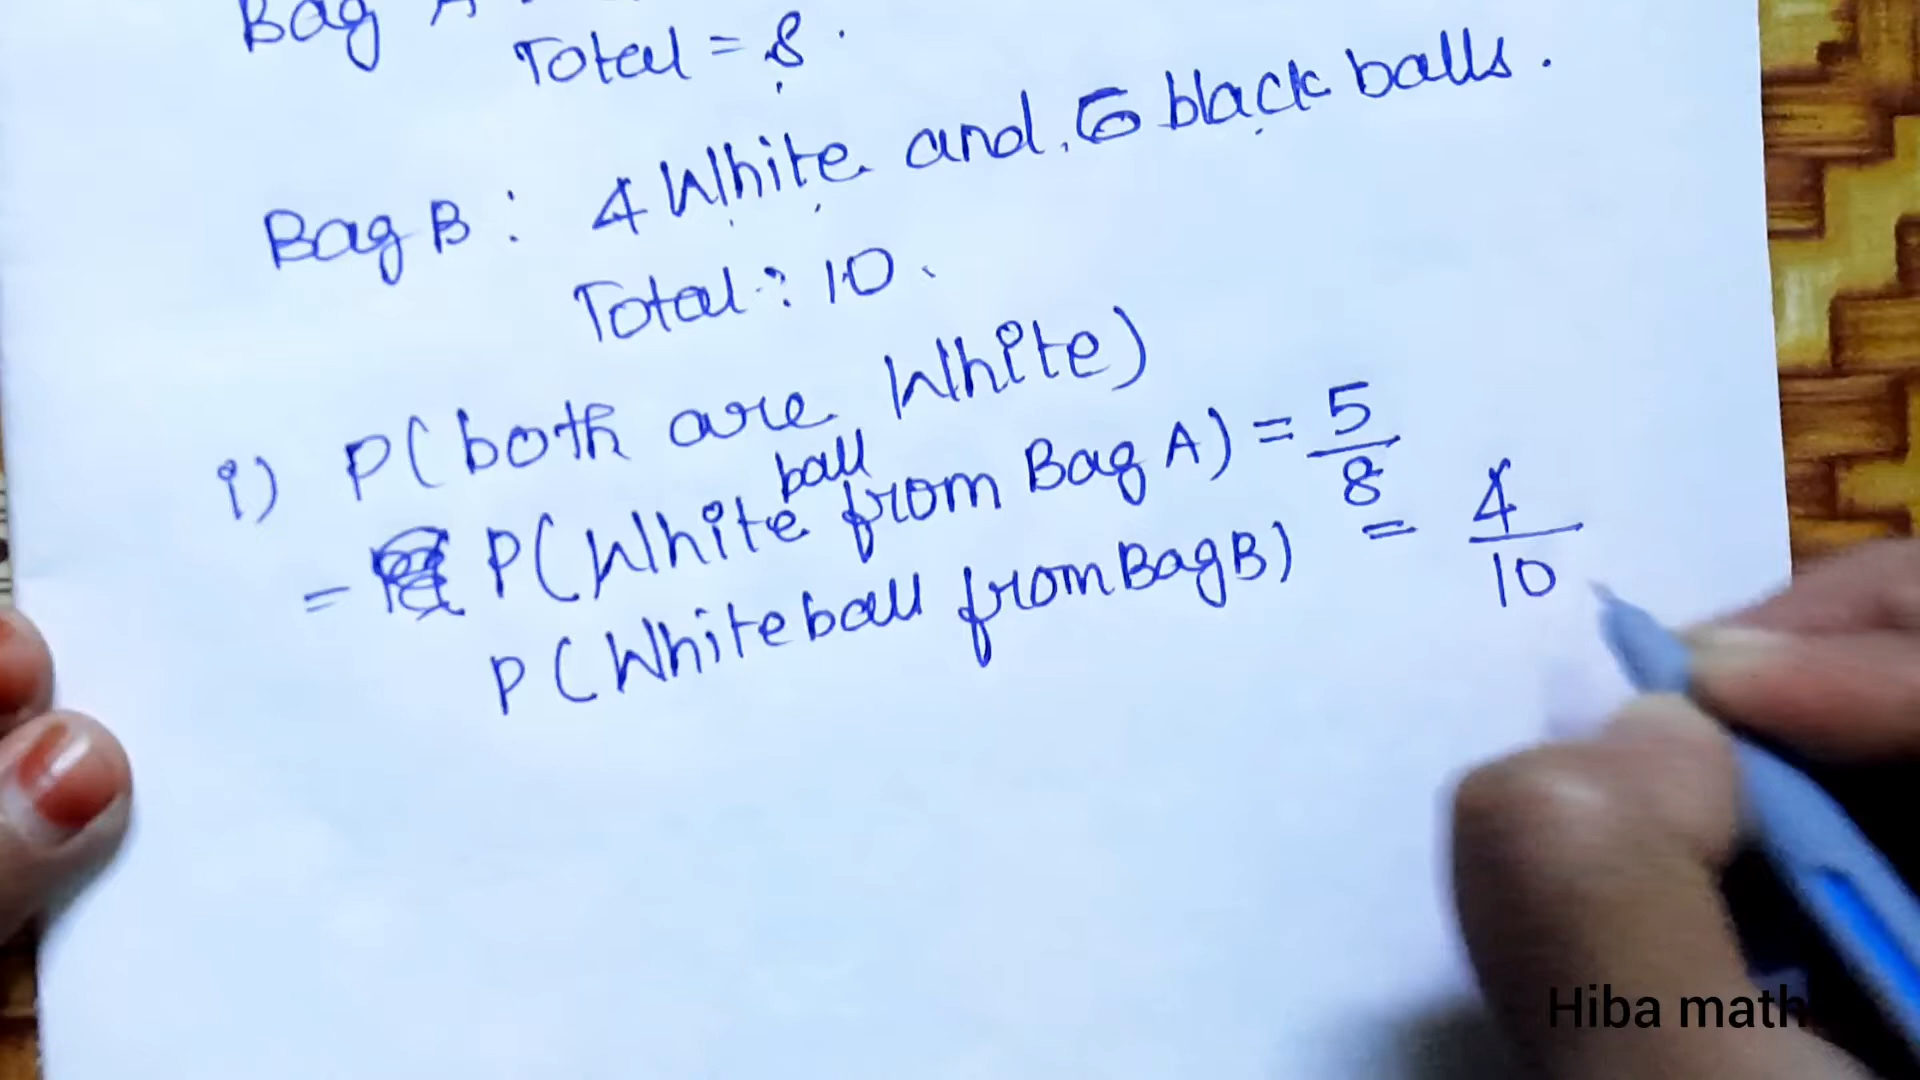 Bag A
Total = 8.
Bag B : 4 White and 6 black balls.
Total : 10.
i) P(both are White)
= P(White ball from Bag A) = 5/8
P(White ball from Bag B) = 4/10
Hiba math